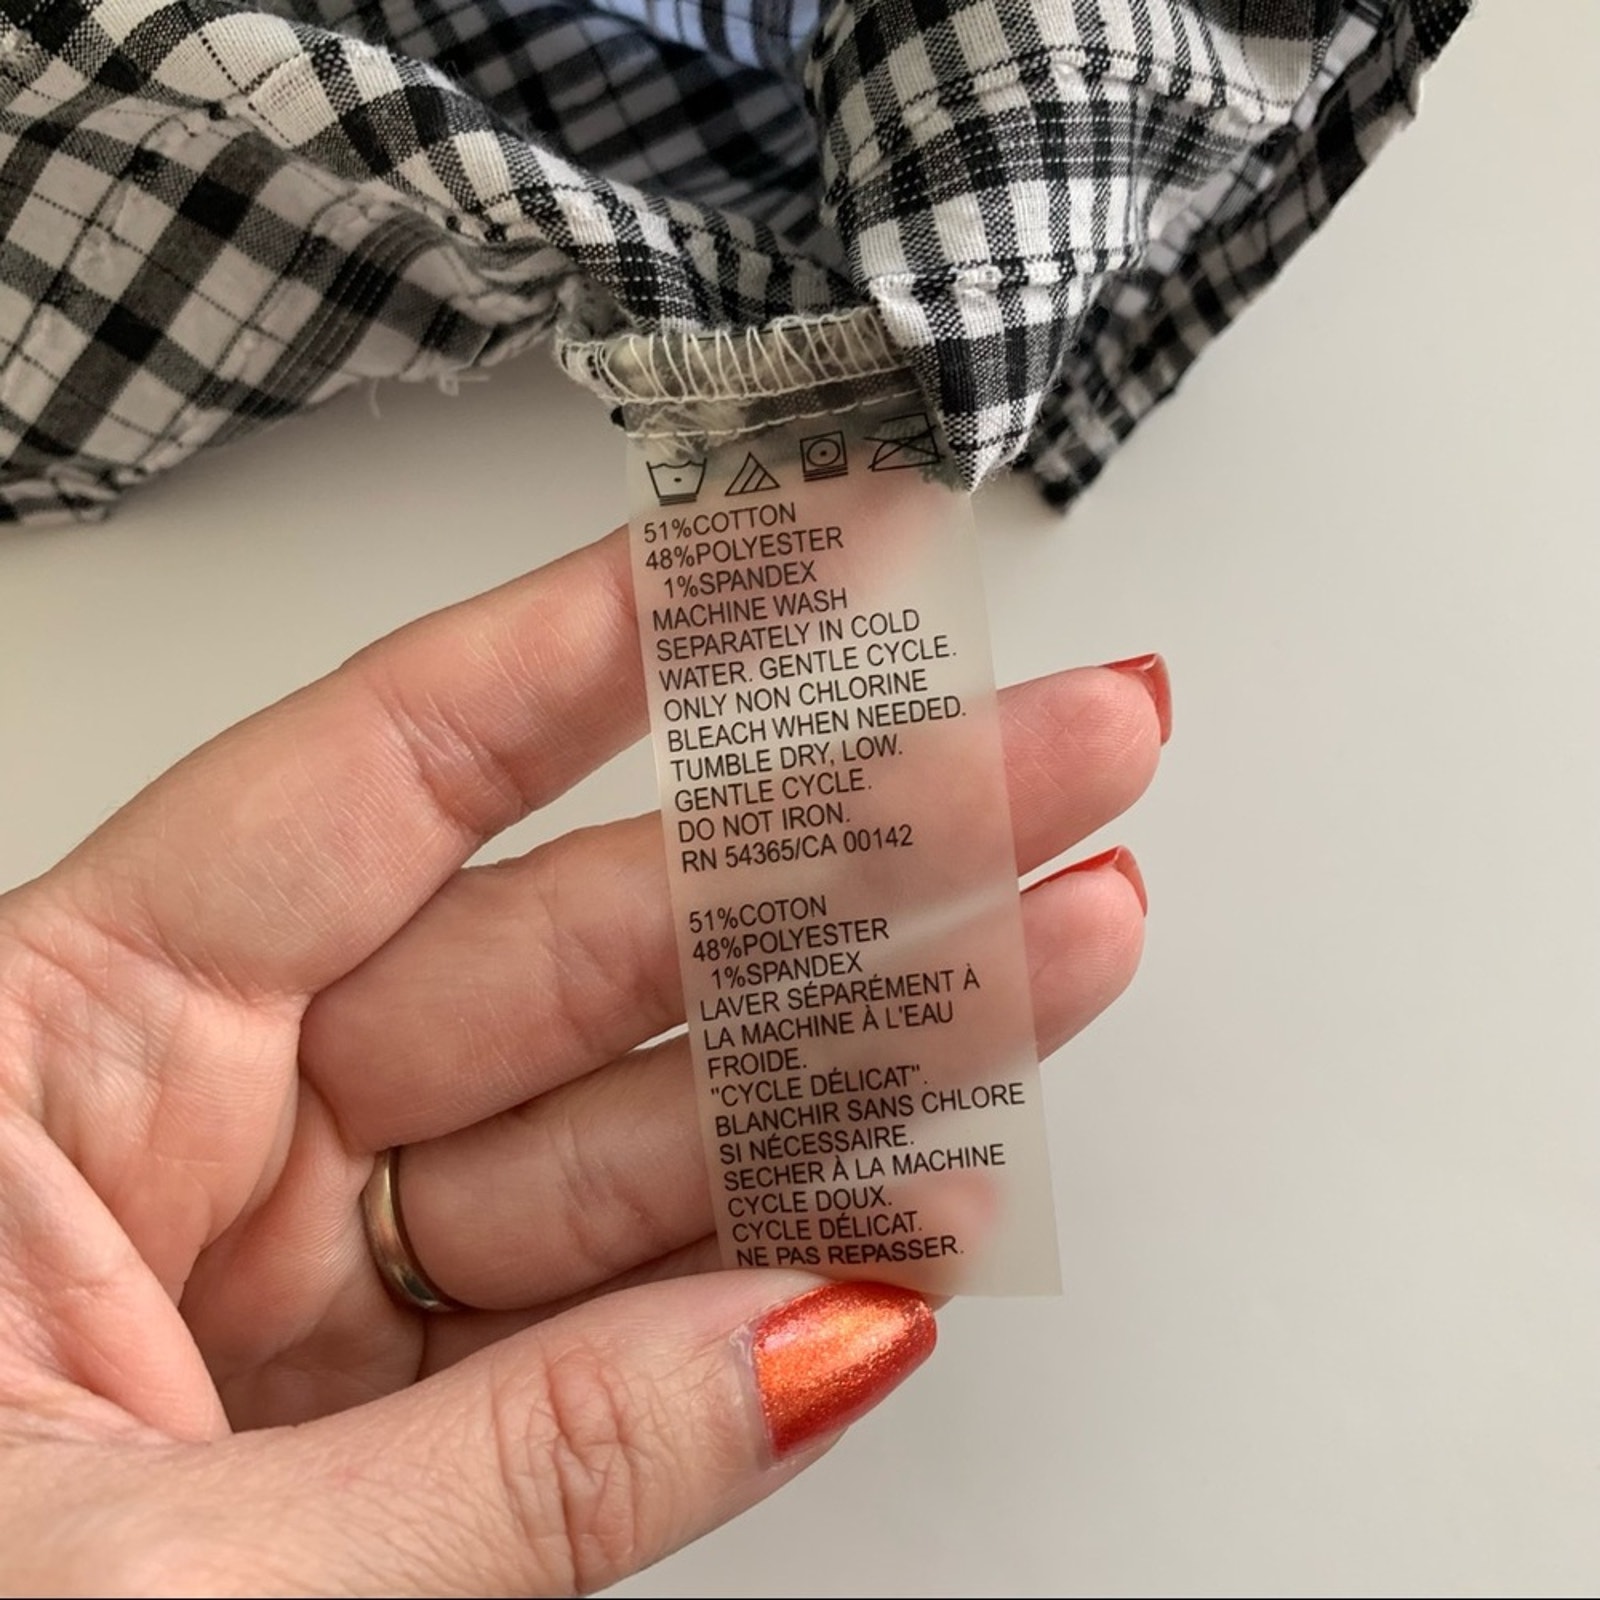 51%COTTON
48%POLYESTER
1%SPANDEX
MACHINE WASH
SEPARATELY IN COLD
WATER. GENTLE CYCLE.
ONLY NON CHLORINE
BLEACH WHEN NEEDED.
TUMBLE DRY, LOW.
GENTLE CYCLE.
DO NOT IRON.
RN 54365/CA 00142
51%COTON
48%POLYESTER
1%SPANDEX
LAVER SÉPARÉMENT À
LA MACHINE À L'EAU
FROIDE.
"CYCLE DÉLICAT".
BLANCHIR SANS CHLORE
SI NÉCESSAIRE.
SECHER À LA MACHINE
CYCLE DOUX.
CYCLE DÉLICAT.
NE PAS REPASSER.